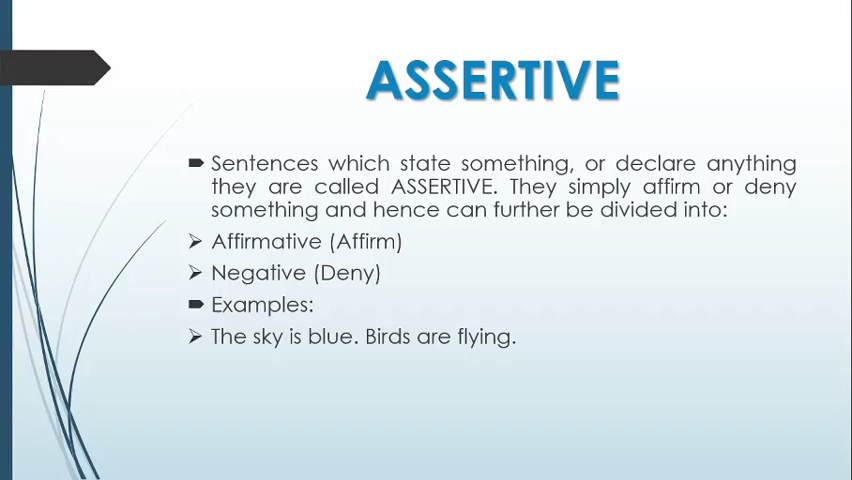 ASSERTIVE
Sentences which state something, or declare anything
they are called ASSERTIVE. They simply affirm or deny
something and hence can further be divided into:
Affirmative (Affirm)
Negative (Deny)
Examples:
The sky is blue. Birds are flying.